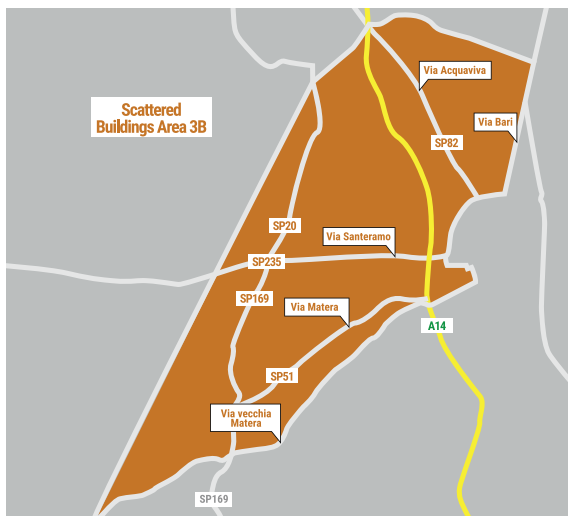 Via Acquaviva
Scattered
Buildings Area 3B
Via Bari
SP82
SP20
Via Santeramo
SP235
SP169
Via Matera
A14
SP51
Via vecchia
Matera
SP169